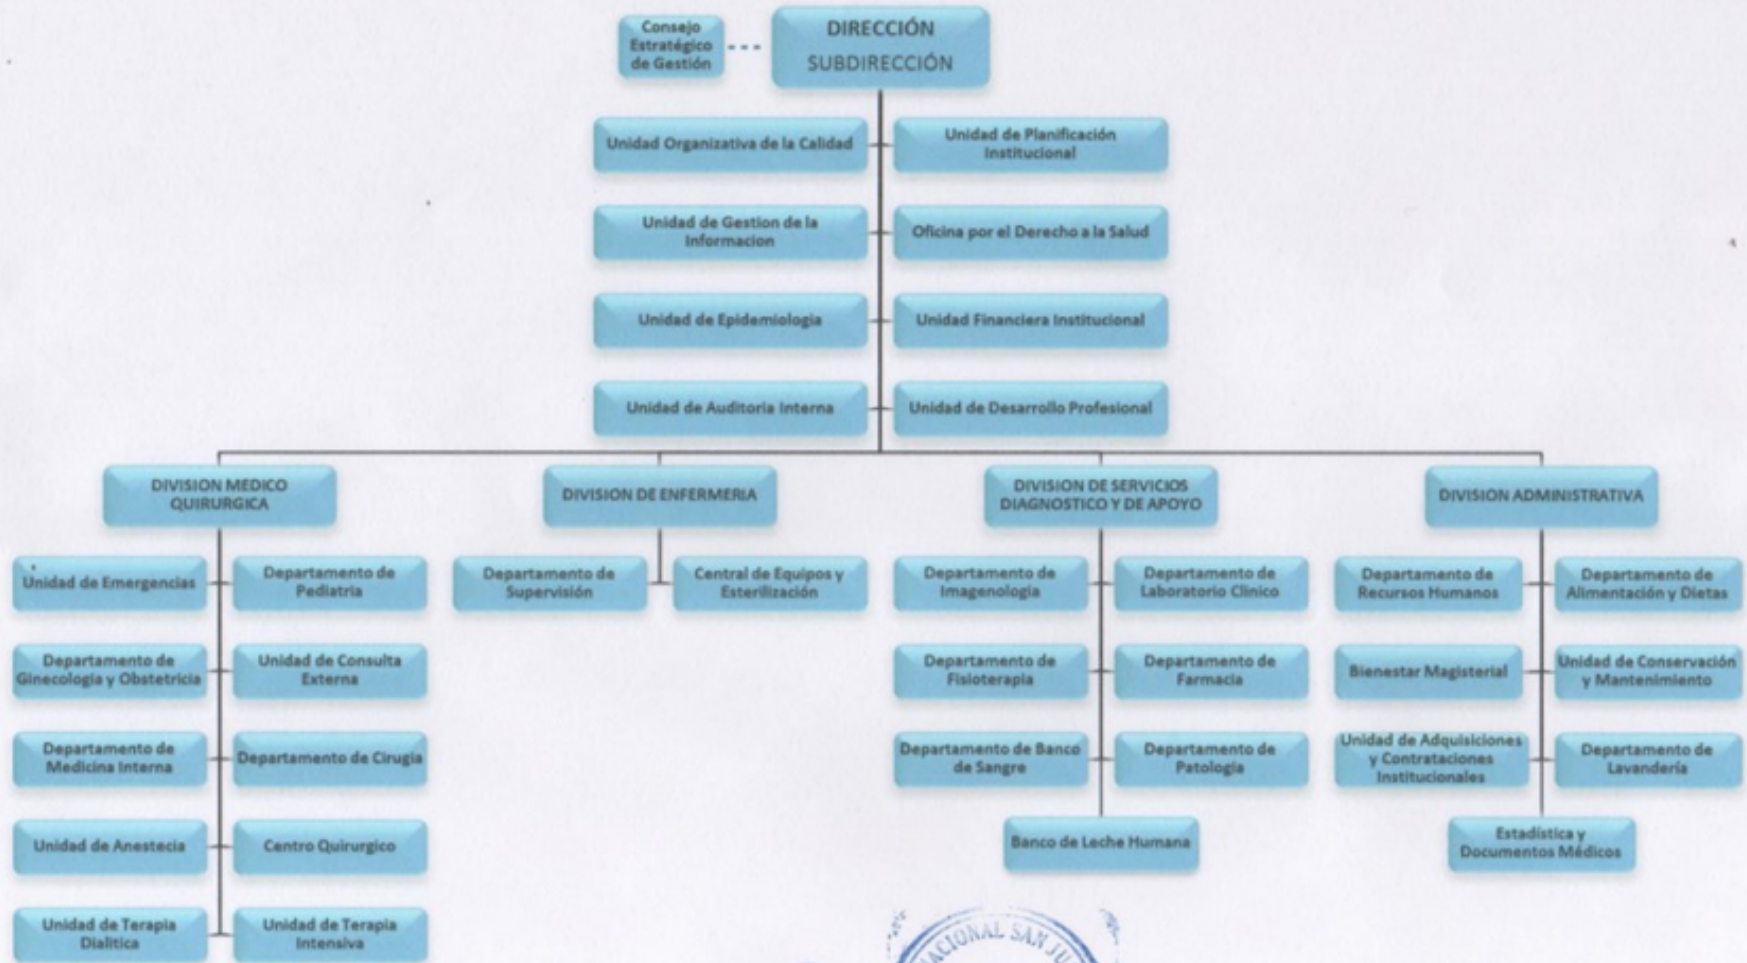 Consejo
Estratégico
de Gestión
DIRECCIÓN
SUBDIRECCIÓN
Unidad Organizativa de la Calidad
Unidad de Planificación
Institucional
Unidad de Gestion de la
Informacion
Oficina por el Derecho a la Salud
Unidad de Epidemiologia
Unidad Financiera Institucional
Unidad de Auditoria Interna
Unidad de Desarrollo Profesional
DIVISION MEDICO
QUIRURGICA
DIVISION DE ENFERMERIA
DIVISION DE SERVICIOS
DIAGNOSTICO Y DE APOYO
DIVISION ADMINISTRATIVA
Unidad de Emergencias
Departamento de
Pediatria
Departamento de
Supervisión
Central de Equipos y
Esterilización
Departamento de
Imagenologia
Departamento de
Laboratorio Clinico
Departamento de
Recursos Humanos
Departamento de
Alimentación y Dietas
Departamento de
Ginecologia y Obstetricia
Unidad de Consulta
Externa
Departamento de
Fisioterapia
Departamento de
Farmacia
Bienestar Magisterial
Unidad de Conservación
y Mantenimiento
Departamento de
Medicina Interna
Departamento de Cirugia
Departamento de Banco
de Sangre
Departamento de
Patologia
Unidad de Adquisiciones
y Contrataciones
Institucionales
Departamento de
Lavandería
Unidad de Anestecia
Centro Quirurgico
Banco de Leche Humana
Estadística y
Documentos Médicos
Unidad de Terapia
Dialitica
Unidad de Terapia
Intensiva
SAN